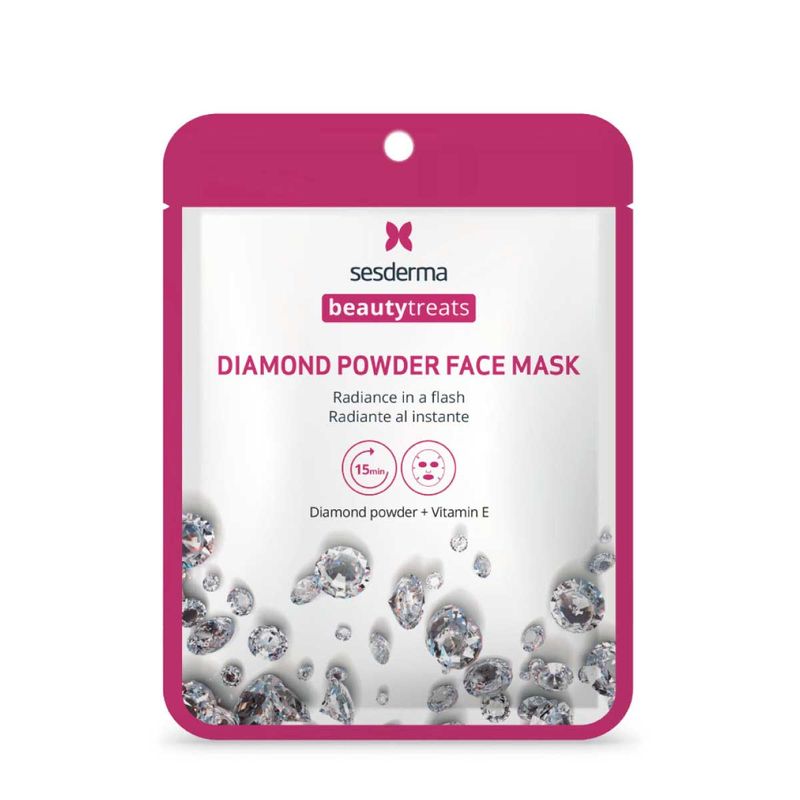 sesderma
beautytreats
DIAMOND POWDER FACE MASK
Radiance in a flash
Radiante al instante
15min
Diamond powder + Vitamin E